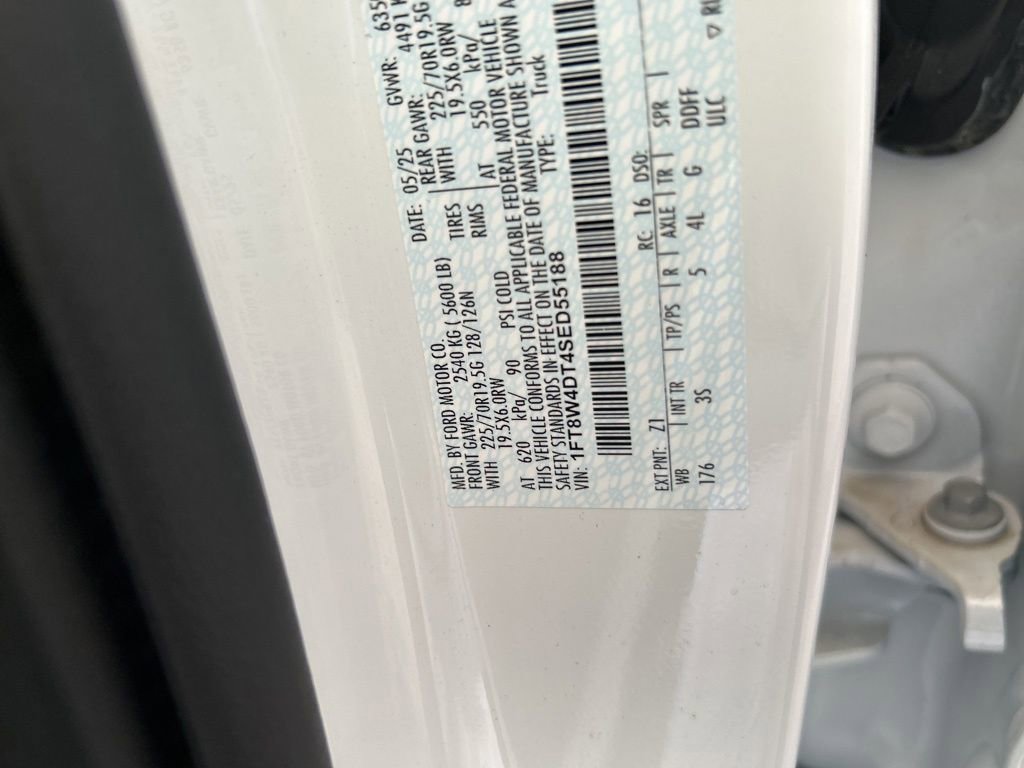 MFD. BY FORD MOTOR CO.
DATE: 05/25 GVWR: 635
FRONT GAWR: 2540 KG ( 5600 LB)
REAR GAWR: 4491 K
WITH 225/70R19.5G 128/126N TIRES WITH 225/70R19.5G
19.5X6.0RW RIMS 19.5X6.0RW
AT 620 kPa/ 90 PSI COLD AT 550 kPa/ 8
THIS VEHICLE CONFORMS TO ALL APPLICABLE FEDERAL MOTOR VEHICLE
SAFETY STANDARDS IN EFFECT ON THE DATE OF MANUFACTURE SHOWN A
VIN: 1FT8W4DT4SED55188 TYPE: Truck
EXT PNT: Z1 RC: 16 DSO:
WB INT TR TP/PS R AXLE TR SPR
176 3S 5 4L G DDFF
ULC